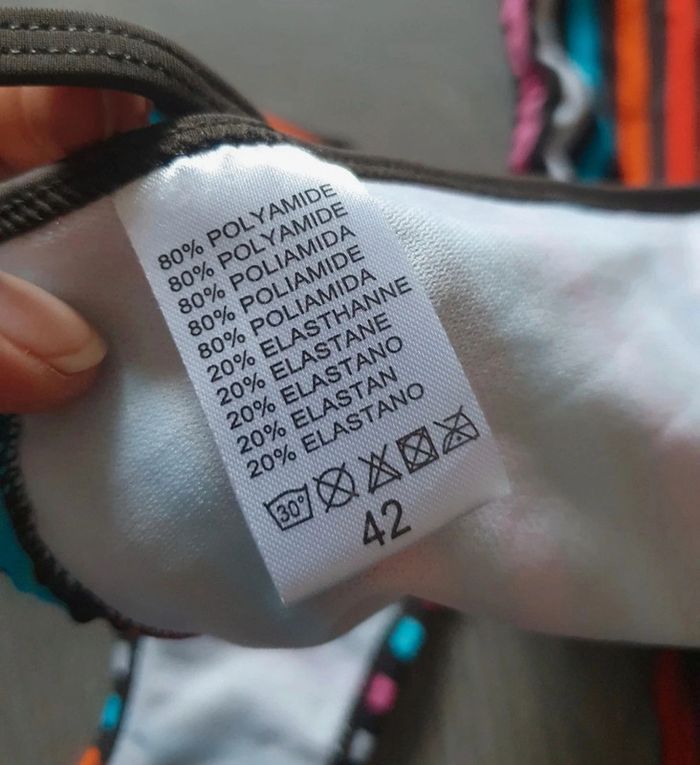 80% POLYAMIDE
80% POLYAMIDE
80% POLIAMIDA
80% POLIAMIDE
80% POLIAMIDA
20% ELASTHANNE
20% ELASTANE
20% ELASTANO
20% ELASTAN
20% ELASTANO
30°
42